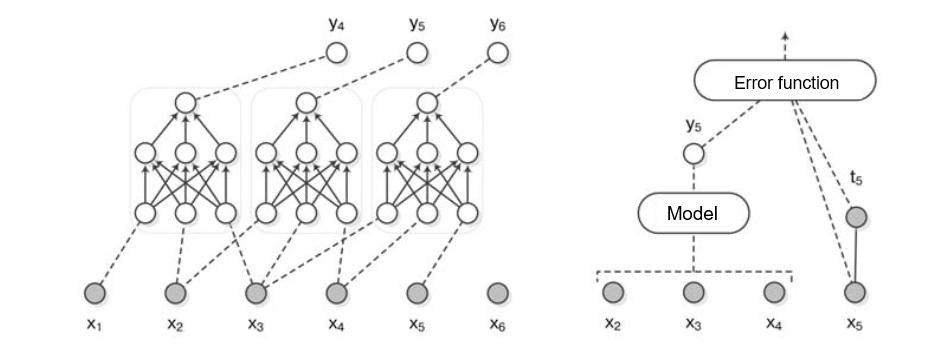 y4 y5 y6
x1 x2 x3 x4 x5 x6
Error function
y5
t5
Model
x2 x3 x4 x5